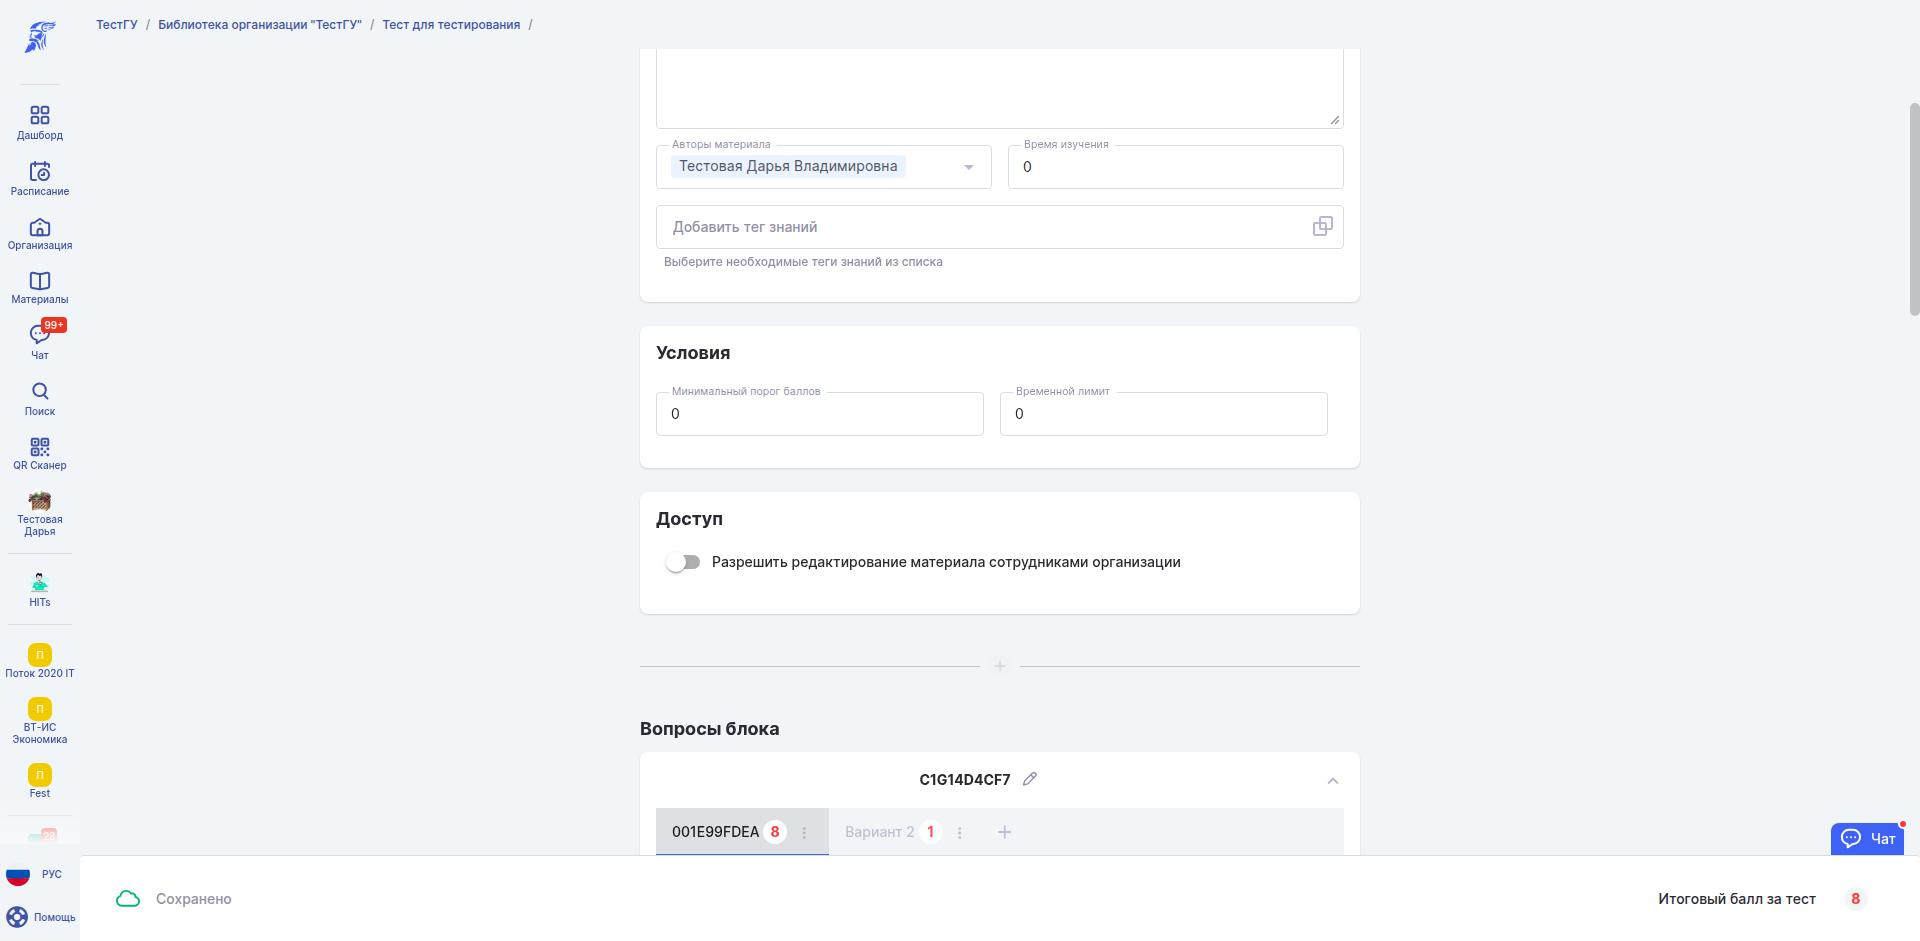 ТестГУ / Библиотека организации "ТестГУ" / Тест для тестирования /
Дашборд
Расписание
Организация
Материалы
99+
Чат
Поиск
QR Сканер
Тестовая
Дарья
HITs
П
Поток 2020 IT
П
ВТ-ИС
Экономика
П
Fest
28
РУС
Помощь
Авторы материала
Тестовая Дарья Владимировна
Время изучения
0
Добавить тег знаний
Выберите необходимые теги знаний из списка
Условия
Минимальный порог баллов
0
Временной лимит
0
Доступ
Разрешить редактирование материала сотрудниками организации
Вопросы блока
C1G14D4CF7
001E99FDEA 8
Вариант 2 1
Чат
Сохранено
Итоговый балл за тест 8